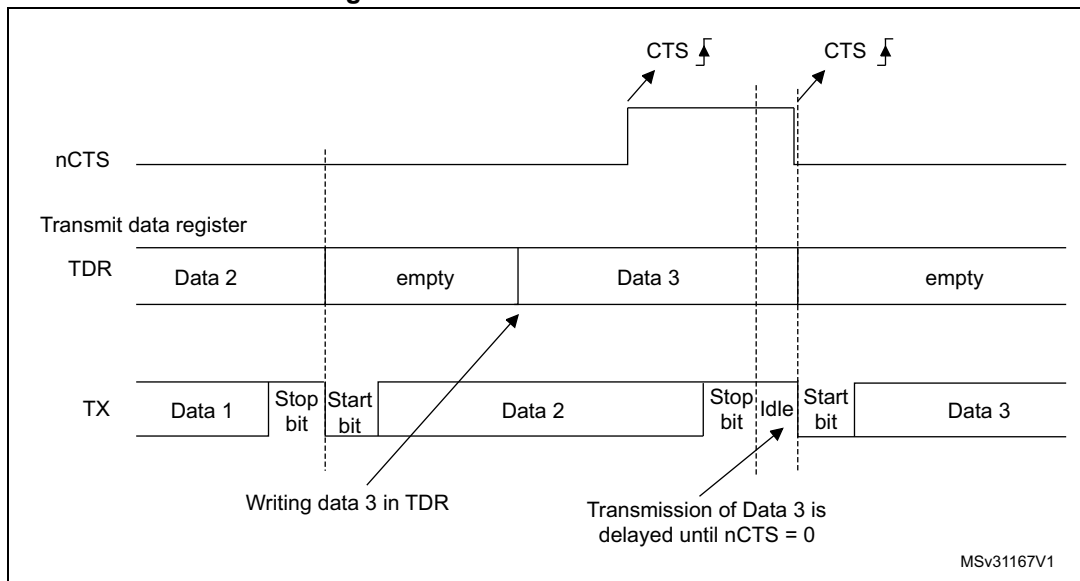 CTS CTS
nCTS
Transmit data register
TDR Data 2 empty Data 3 empty
TX Data 1 Stop bit Start bit Data 2 Stop bit Idle Start bit Data 3
Writing data 3 in TDR
Transmission of Data 3 is
delayed until nCTS = 0
MSv31167V1